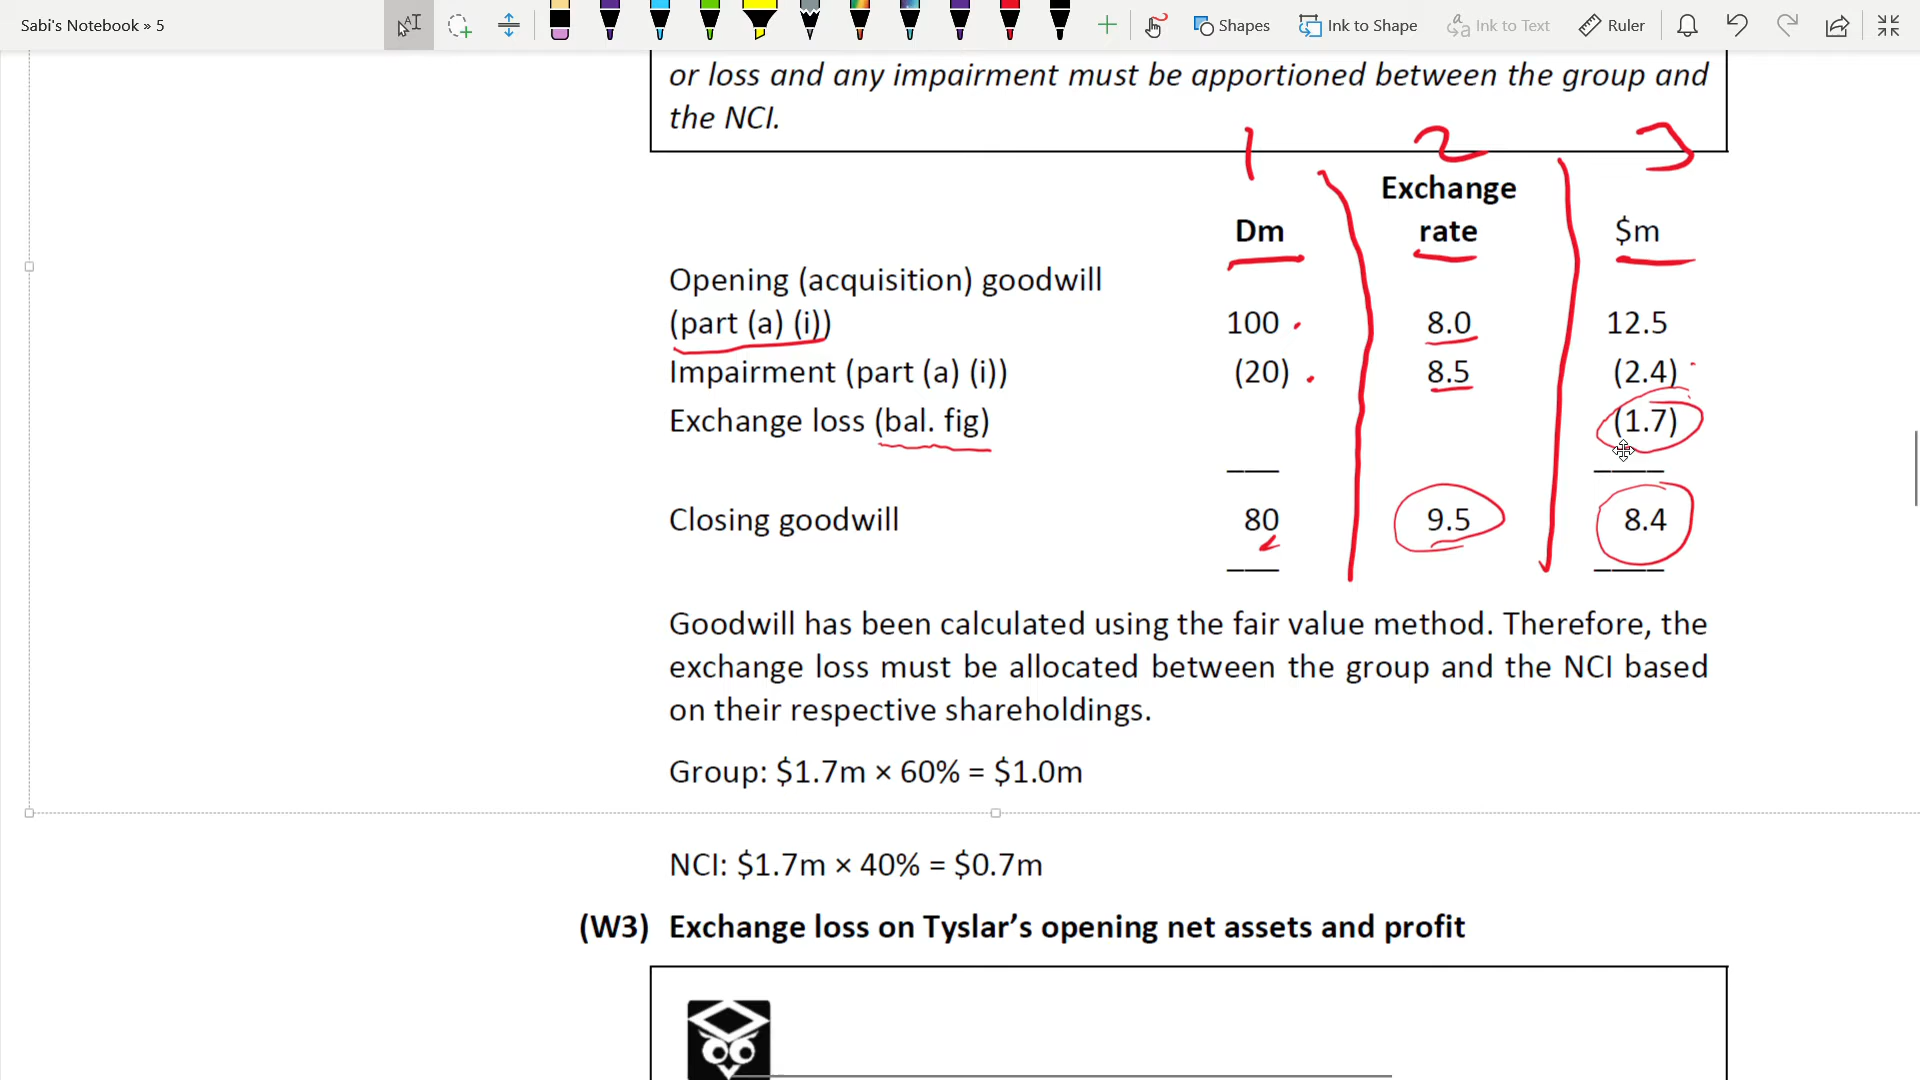 Sabi's Notebook » 5
Shapes
Ink to Shape
Ink to Text
Ruler
or loss and any impairment must be apportioned between the group and
the NCI.
1 2 3
Exchange
Dm rate $m
Opening (acquisition) goodwill
(part (a) (i)) 100 8.0 12.5
Impairment (part (a) (i)) (20) 8.5 (2.4)
Exchange loss (bal. fig) (1.7)
Closing goodwill 80 9.5 8.4
Goodwill has been calculated using the fair value method. Therefore, the
exchange loss must be allocated between the group and the NCI based
on their respective shareholdings.
Group: $1.7m × 60% = $1.0m
NCI: $1.7m × 40% = $0.7m
(W3) Exchange loss on Tyslar's opening net assets and profit